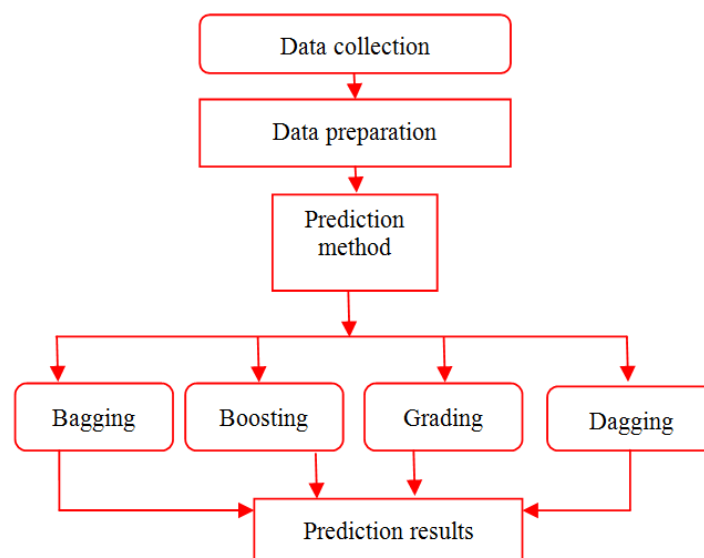 Data collection
Data preparation
Prediction
method
Bagging
Boosting
Grading
Dagging
Prediction results